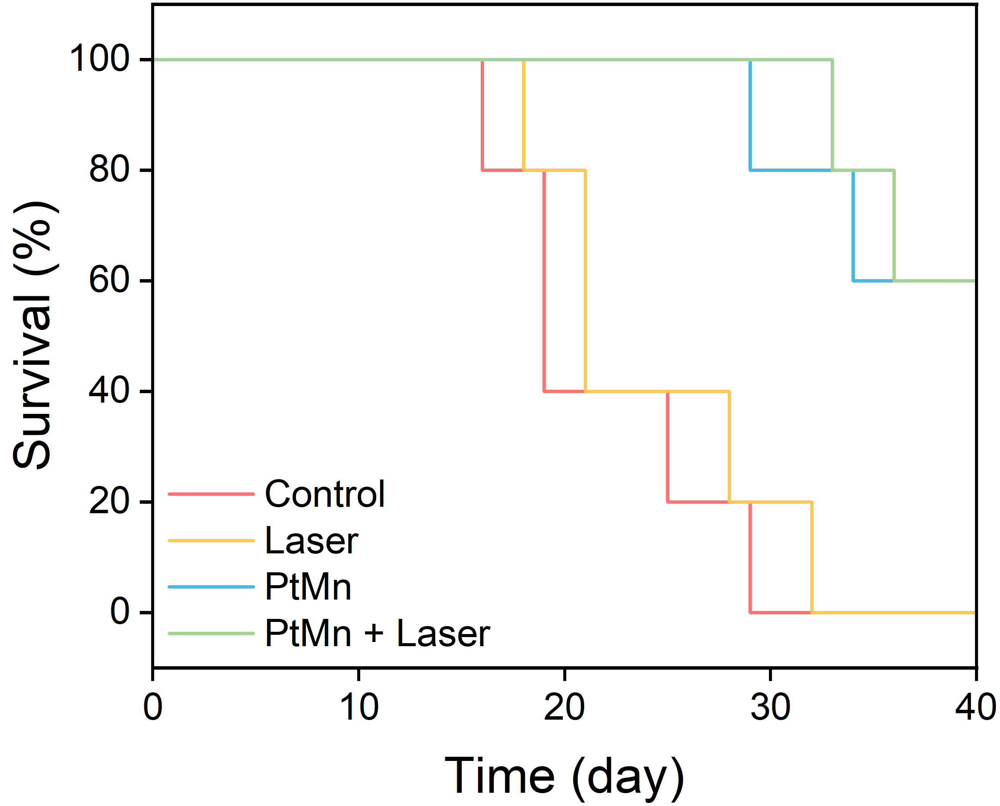 100
80
60
40
20
0
Survival (%)
Control
Laser
PtMn
PtMn + Laser
0 10 20 30 40
Time (day)